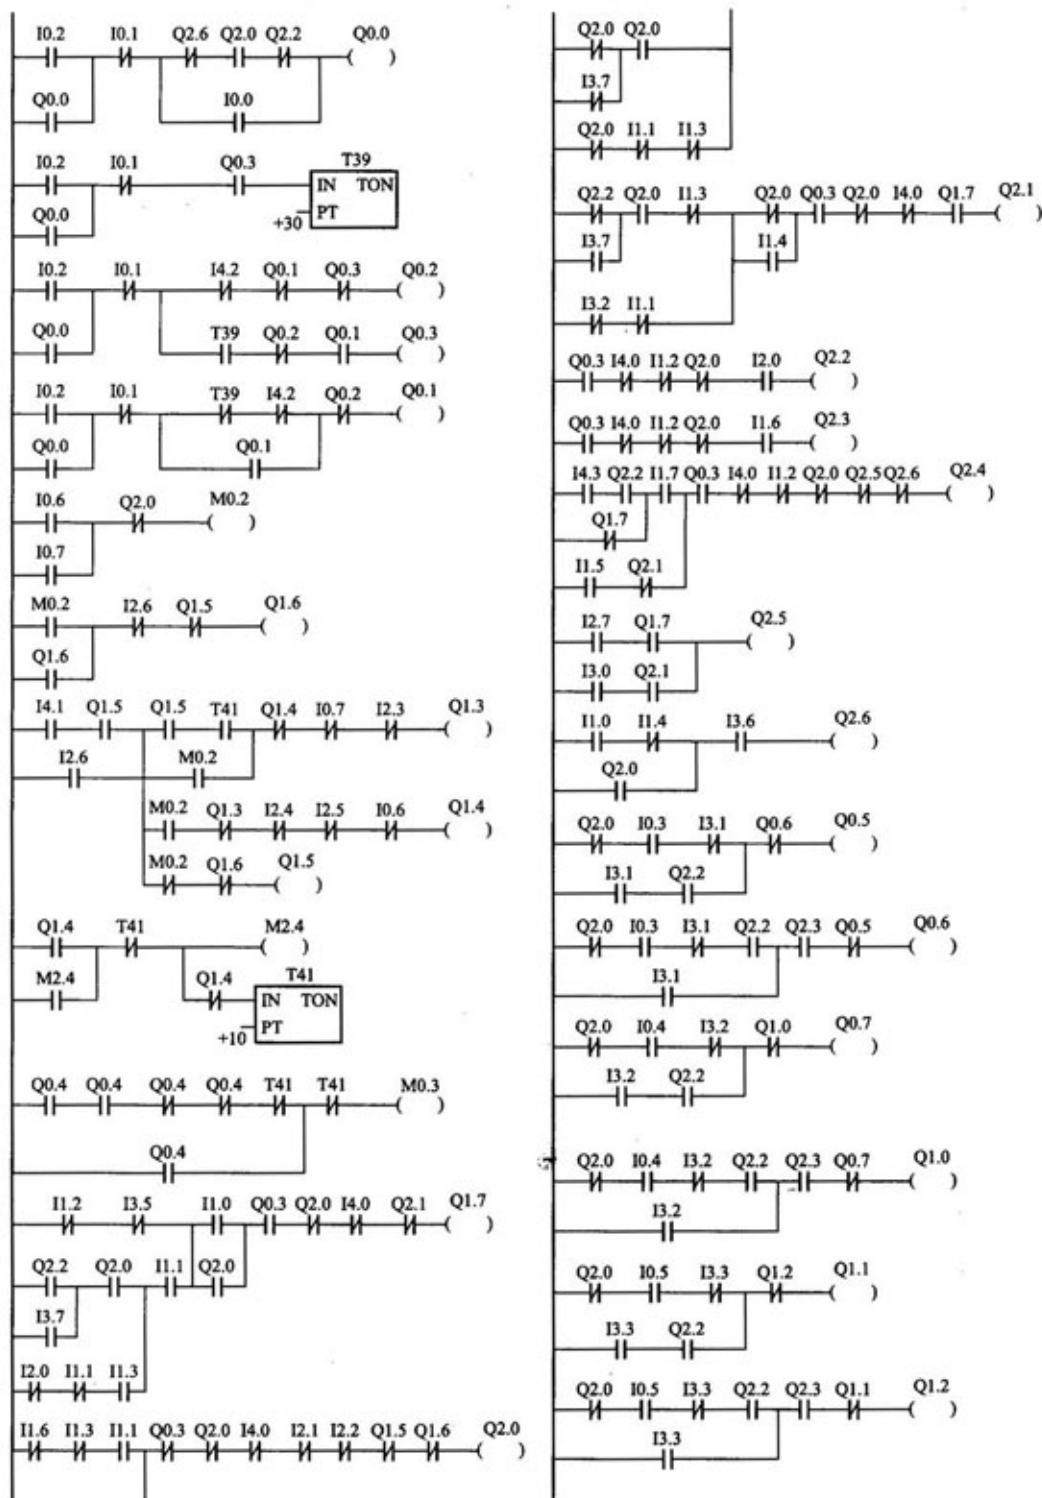 I0.2 I0.1 Q2.6 Q2.0 Q2.2 Q0.0
Q0.0 I0.0
I0.2 I0.1 Q0.3 T39
IN TON
Q0.0 +30 PT
I0.2 I0.1 I4.2 Q0.1 Q0.3 Q0.2
Q0.0 T39 Q0.2 Q0.1 Q0.3
I0.2 I0.1 T39 I4.2 Q0.2 Q0.1
Q0.0 Q0.1
I0.6 Q2.0 M0.2
I0.7
M0.2 I2.6 Q1.5 Q1.6
Q1.6
I4.1 Q1.5 Q1.5 T41 Q1.4 I0.7 I2.3 Q1.3
I2.6 M0.2
M0.2 Q1.3 I2.4 I2.5 I0.6 Q1.4
M0.2 Q1.6 Q1.5
Q1.4 T41 M2.4
M2.4 Q1.4 T41
IN TON
+10 PT
Q0.4 Q0.4 Q0.4 Q0.4 T41 T41 M0.3
Q0.4
I1.2 I3.5 I1.0 Q0.3 Q2.0 I4.0 Q2.1 Q1.7
Q2.2 Q2.0 I1.1 Q2.0
I3.7
I2.0 I1.1 I1.3
I1.6 I1.3 I1.1 Q0.3 Q2.0 I4.0 I2.1 I2.2 Q1.5 Q1.6 Q2.0
Q2.0 Q2.0
I3.7
Q2.0 I1.1 I1.3
Q2.2 Q2.0 I1.3 Q2.0 Q0.3 Q2.0 I4.0 Q1.7 Q2.1
I3.7 I1.4
I3.2 I1.1
Q0.3 I4.0 I1.2 Q2.0 I2.0 Q2.2
Q0.3 I4.0 I1.2 Q2.0 I1.6 Q2.3
I4.3 Q2.2 I1.7 Q0.3 I4.0 I1.2 Q2.0 Q2.5 Q2.6 Q2.4
Q1.7
I1.5 Q2.1
I2.7 Q1.7 Q2.5
I3.0 Q2.1
I1.0 I1.4 I3.6 Q2.6
Q2.0
Q2.0 I0.3 I3.1 Q0.6 Q0.5
I3.1 Q2.2
Q2.0 I0.3 I3.1 Q2.2 Q2.3 Q0.5 Q0.6
I3.1
Q2.0 I0.4 I3.2 Q1.0 Q0.7
I3.2 Q2.2
Q2.0 I0.4 I3.2 Q2.2 Q2.3 Q0.7 Q1.0
I3.2
Q2.0 I0.5 I3.3 Q1.2 Q1.1
I3.3 Q2.2
Q2.0 I0.5 I3.3 Q2.2 Q2.3 Q1.1 Q1.2
I3.3